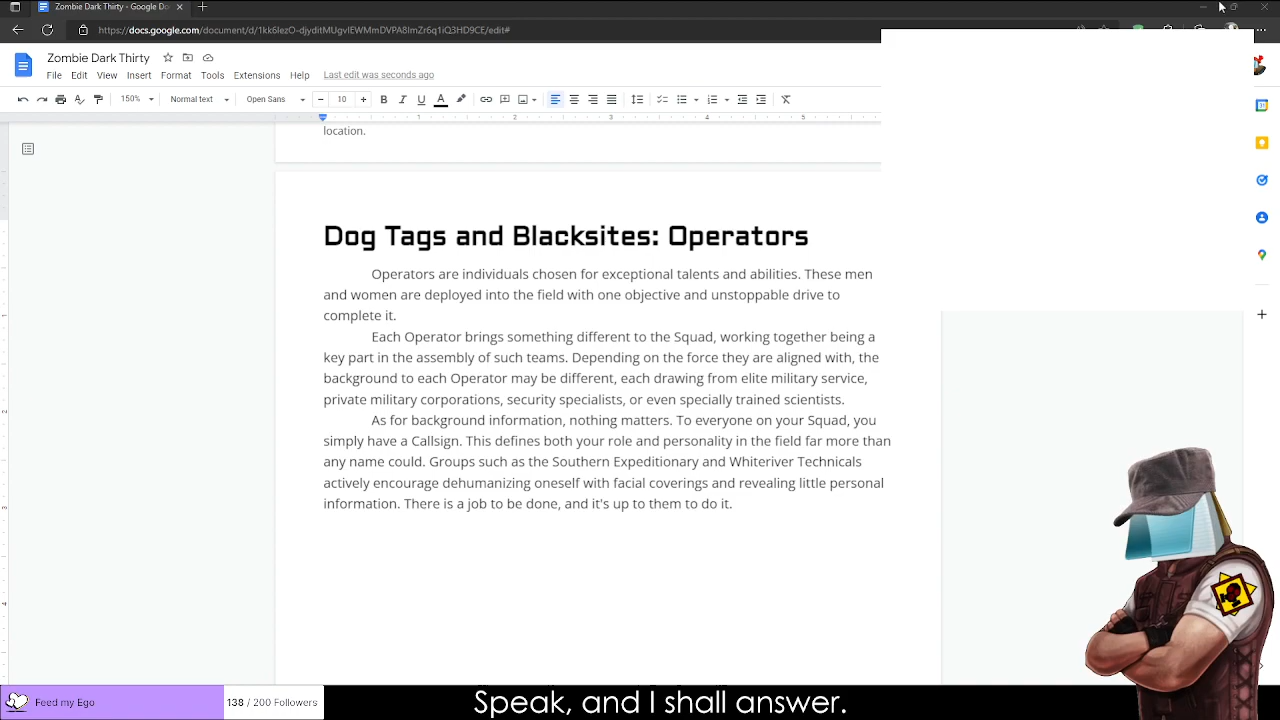 Zombie Dark Thirty - Google Do
https://docs.google.com/document/d/1kk6lezO-djyditMUgvIEWMmDVPA8ImZr6q1iQ3HD9CE/edit#
Zombie Dark Thirty
File Edit View Insert Format Tools Extensions Help Last edit was seconds ago
150% Normal text Open Sans 10
1 2 3 4 5
location.
Dog Tags and Blacksites: Operators
Operators are individuals chosen for exceptional talents and abilities. These men
and women are deployed into the field with one objective and unstoppable drive to
complete it.
Each Operator brings something different to the Squad, working together being a
key part in the assembly of such teams. Depending on the force they are aligned with, the
background to each Operator may be different, each drawing from elite military service,
private military corporations, security specialists, or even specially trained scientists.
As for background information, nothing matters. To everyone on your Squad, you
simply have a Callsign. This defines both your role and personality in the field far more than
any name could. Groups such as the Southern Expeditionary and Whiteriver Technicals
actively encourage dehumanizing oneself with facial coverings and revealing little personal
information. There is a job to be done, and it's up to them to do it.
Feed my Ego 138 / 200 Followers
Speak, and I shall answer.